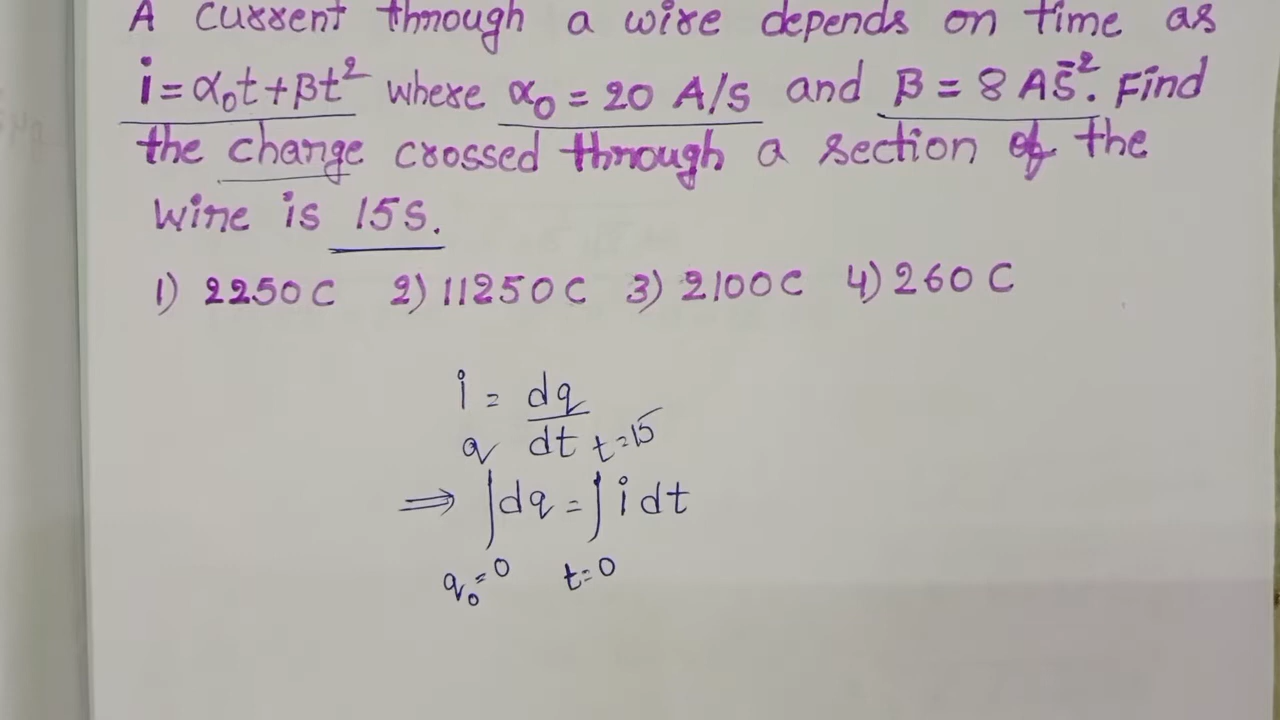 A current through a wire depends on time as
i = α₀t + βt² where α₀ = 20 A/s and β = 8 As⁻². Find
the charge crossed through a section of the
wire is 15s.
1) 2250 C 2) 11250 C 3) 2100 C 4) 260 C
i = dq/dt
q t=15
⇒ ∫dq = ∫i dt
q₀=0 t=0